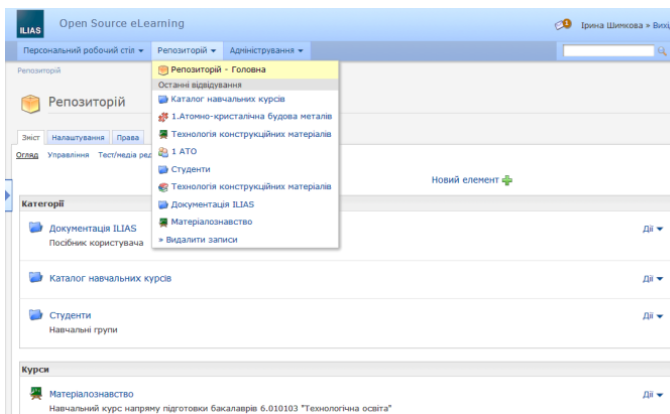 ILIAS Open Source eLearning Ірина Шимкова » Вихі
Персональний робочий стіл Репозиторій Адміністрування
Репозиторій
Репозиторій - Головна
Останні відвідування
Каталог навчальних курсів
1.Атомно-кристалічна будова металів
Технологія конструкційних матеріалів
1 АТО
Студенти
Технологія конструкційних матеріалів
Документація ILIAS
Матеріалознавство
» Видалити записи
Репозиторій
Зміст Налаштування Права
Огляд Управління Тест/медіа ред
Новий елемент
Категорії
Документація ILIAS Дії
Посібник користувача
Каталог навчальних курсів Дії
Студенти Дії
Навчальні групи
Курси
Матеріалознавство Дії
Навчальний курс напряму підготовки бакалаврів 6.010103 "Технологічна освіта"